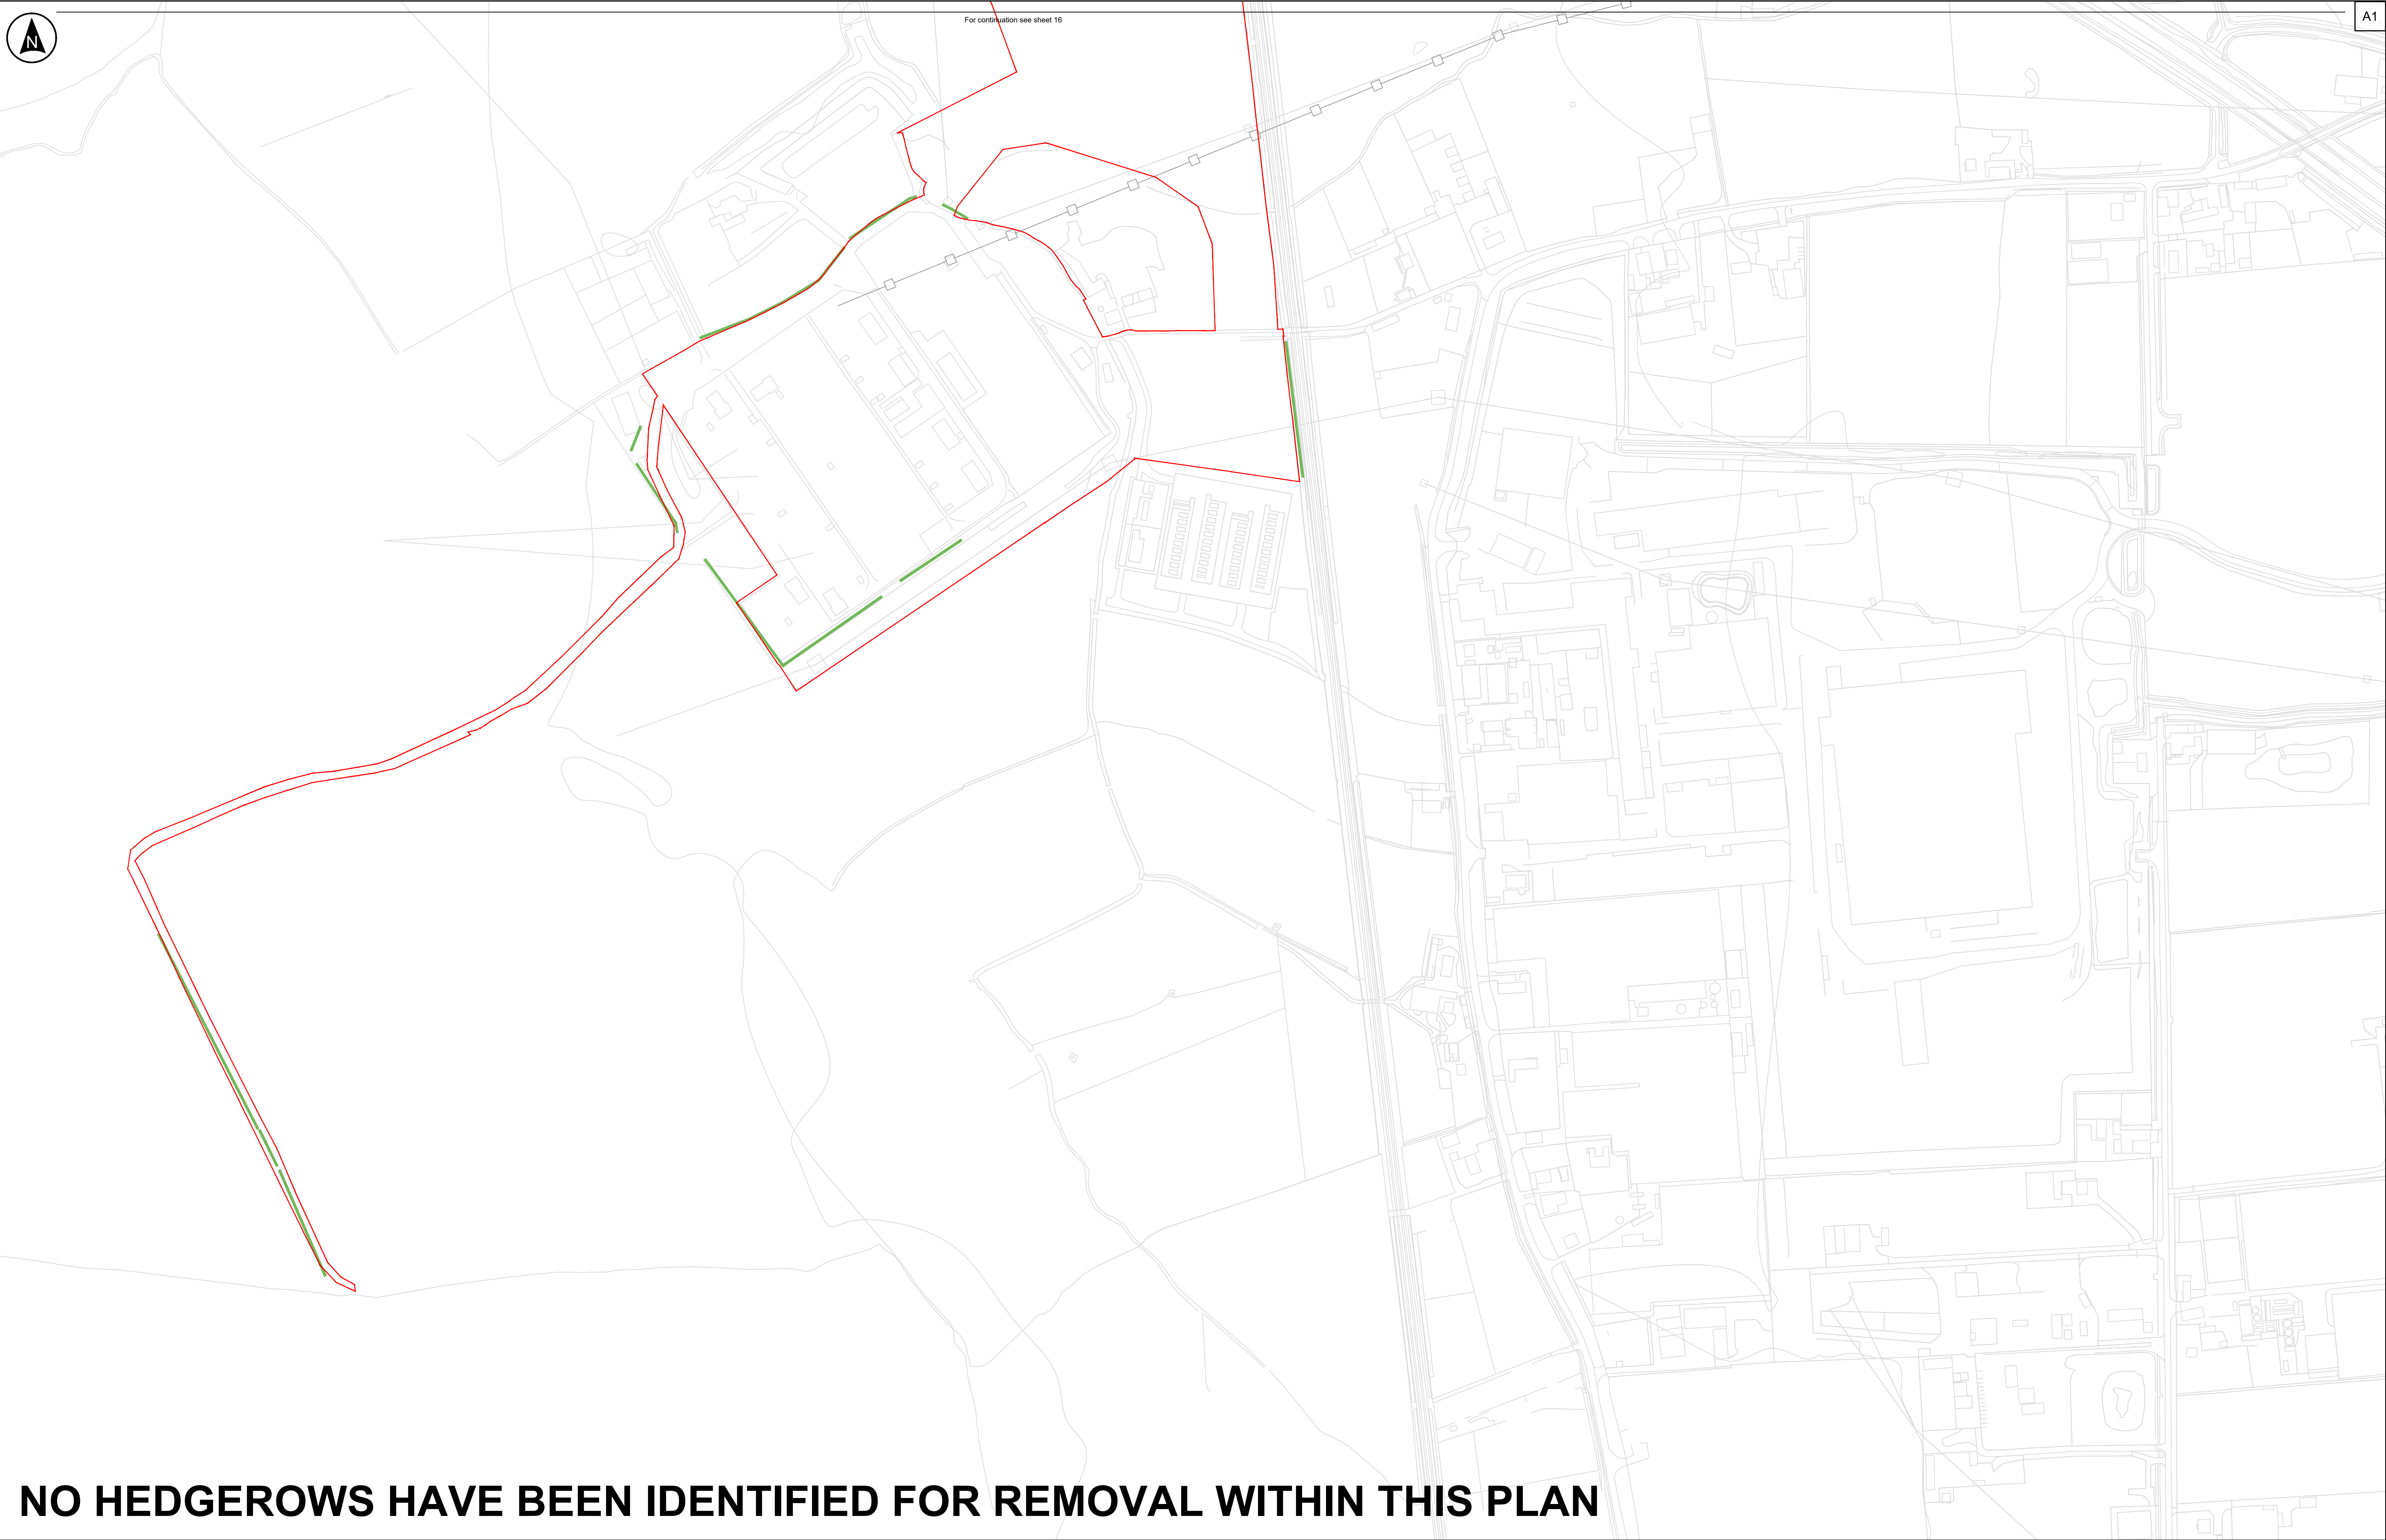 For continuation see sheet 16
A1
N
NO HEDGEROWS HAVE BEEN IDENTIFIED FOR REMOVAL WITHIN THIS PLAN